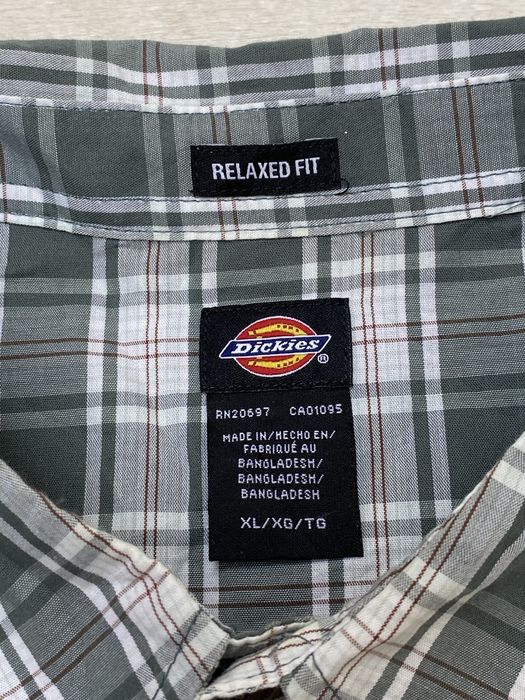 RELAXED FIT
Dickies®
RN20697 CA01095
MADE IN/HECHO EN/
FABRIQUÉ AU
BANGLADESH/
BANGLADESH/
BANGLADESH
XL/XG/TG